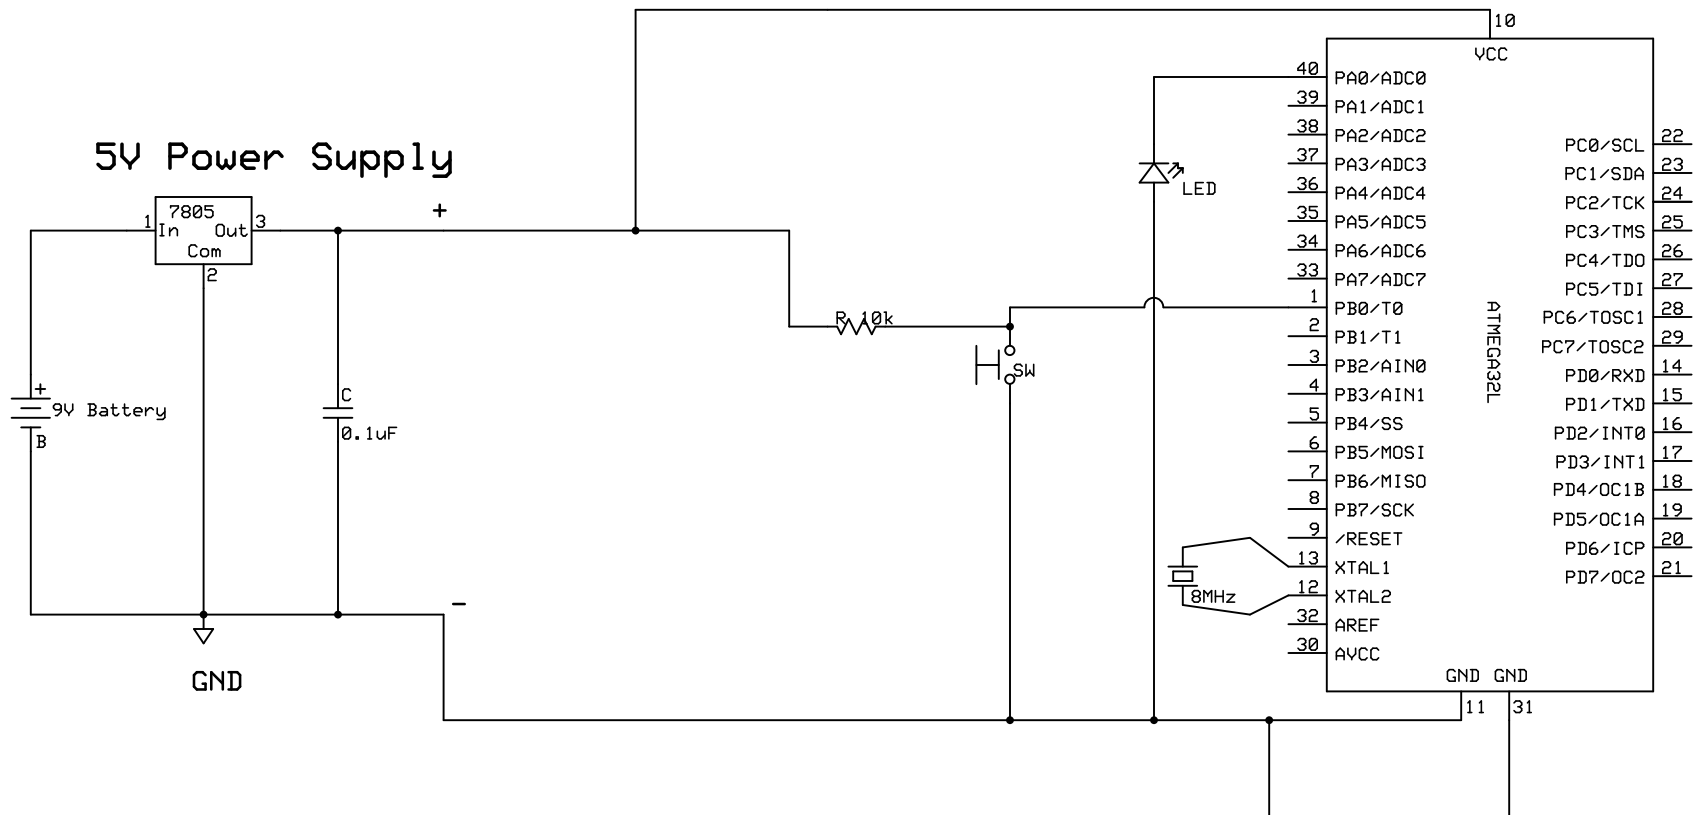 10
VCC
5V Power Supply
7805
1
In
Out
3
Com
2
+
+
9V Battery
B
C
0.1uF
-
GND
R 10k
SW
LED
8MHz
ATMEGA32L
40 PA0/ADC0
39 PA1/ADC1
38 PA2/ADC2
37 PA3/ADC3
36 PA4/ADC4
35 PA5/ADC5
34 PA6/ADC6
33 PA7/ADC7
1 PB0/T0
2 PB1/T1
3 PB2/AIN0
4 PB3/AIN1
5 PB4/SS
6 PB5/MOSI
7 PB6/MISO
8 PB7/SCK
9 /RESET
13 XTAL1
12 XTAL2
32 AREF
30 AVCC
PC0/SCL 22
PC1/SDA 23
PC2/TCK 24
PC3/TMS 25
PC4/TDO 26
PC5/TDI 27
PC6/TOSC1 28
PC7/TOSC2 29
PD0/RXD 14
PD1/TXD 15
PD2/INT0 16
PD3/INT1 17
PD4/OC1B 18
PD5/OC1A 19
PD6/ICP 20
PD7/OC2 21
GND GND
11 31